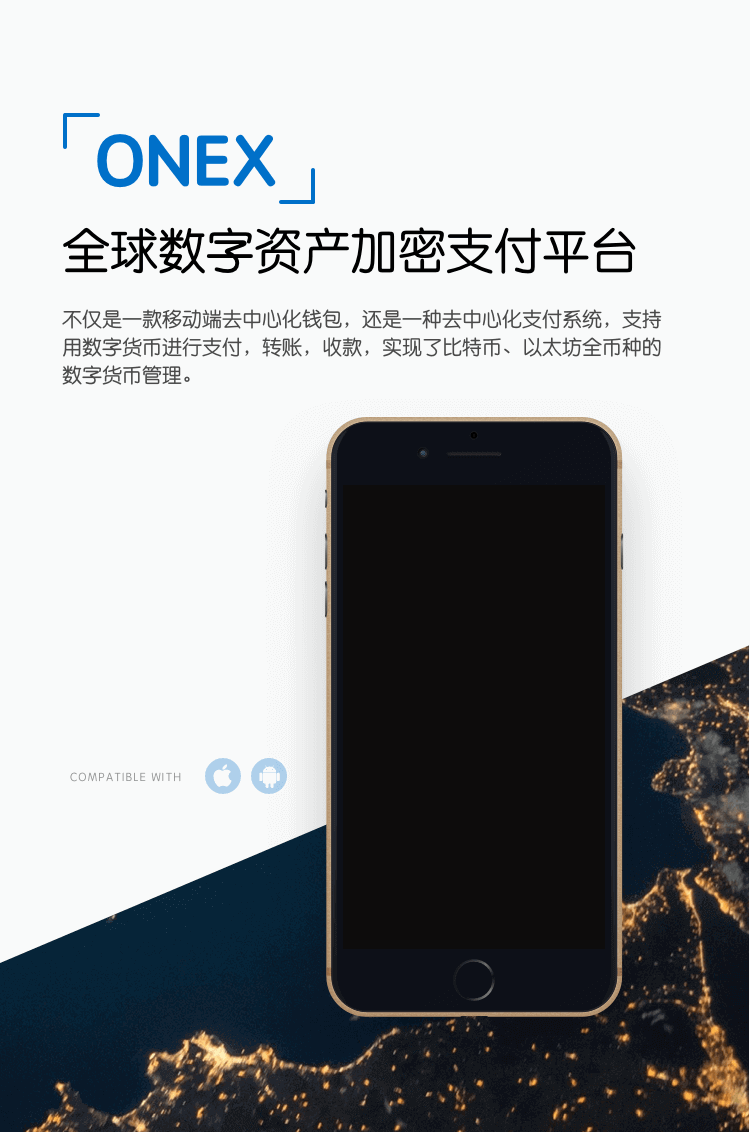 ONEX
全球数字资产加密支付平台
不仅是一款移动端去中心化钱包，还是一种去中心化支付系统，支持
用数字货币进行支付，转账，收款，实现了比特币、以太坊全币种的
数字货币管理。
COMPATIBLE WITH